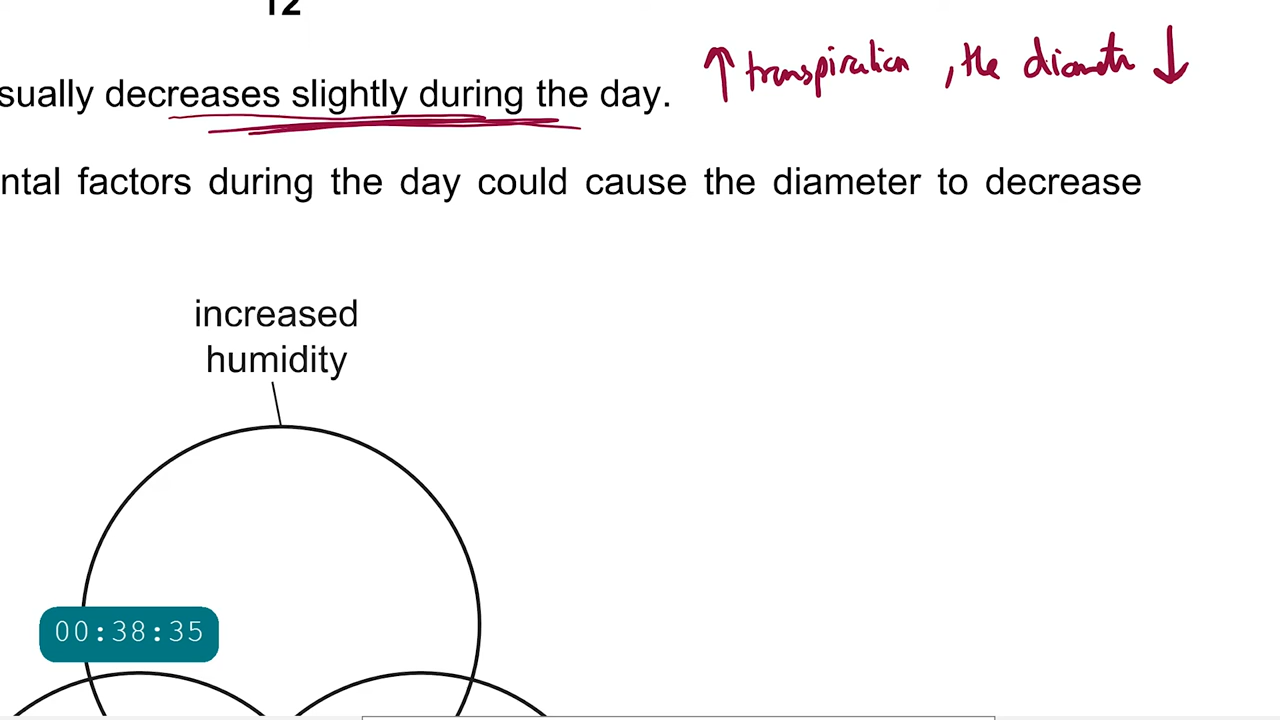 12
sually decreases slightly during the day.
↑ transpiration, the diameter ↓
ntal factors during the day could cause the diameter to decrease
increased
humidity
00:38:35